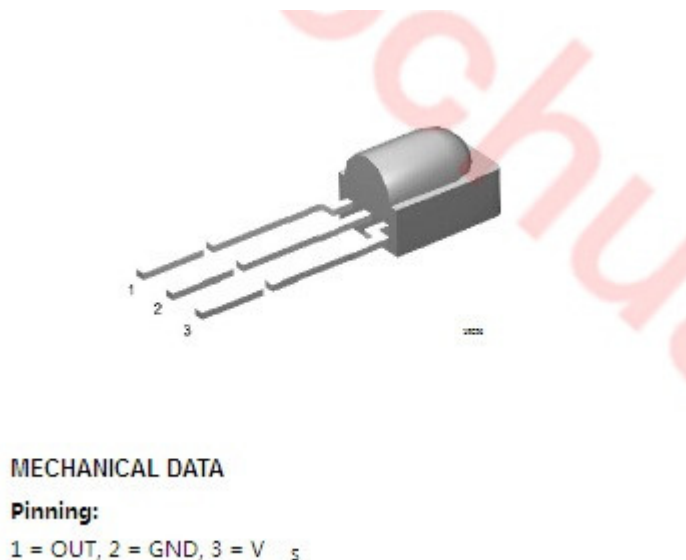 1
2
3
MECHANICAL DATA
Pinning:
1 = OUT, 2 = GND, 3 = V S